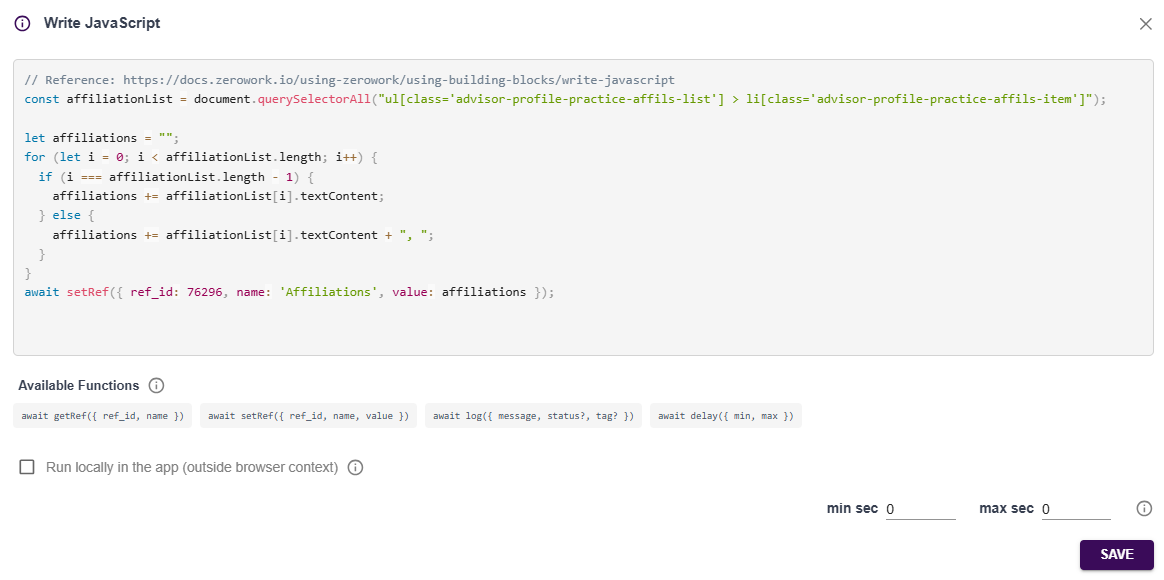 Write JavaScript
// Reference: https://docs.zerowork.io/using-zerowork/using-building-blocks/write-javascript
const affiliationList = document.querySelectorAll("ul[class='advisor-profile-practice-affils-list'] > li[class='advisor-profile-practice-affils-item']");
let affiliations = "";
for (let i = 0; i < affiliationList.length; i++) {
  if (i === affiliationList.length - 1) {
    affiliations += affiliationList[i].textContent;
  } else {
    affiliations += affiliationList[i].textContent + ", ";
  }
}
await setRef({ ref_id: 76296, name: 'Affiliations', value: affiliations });
Available Functions
await getRef({ ref_id, name }) await setRef({ ref_id, name, value }) await log({ message, status?, tag? }) await delay({ min, max })
Run locally in the app (outside browser context)
min sec 0 max sec 0
SAVE